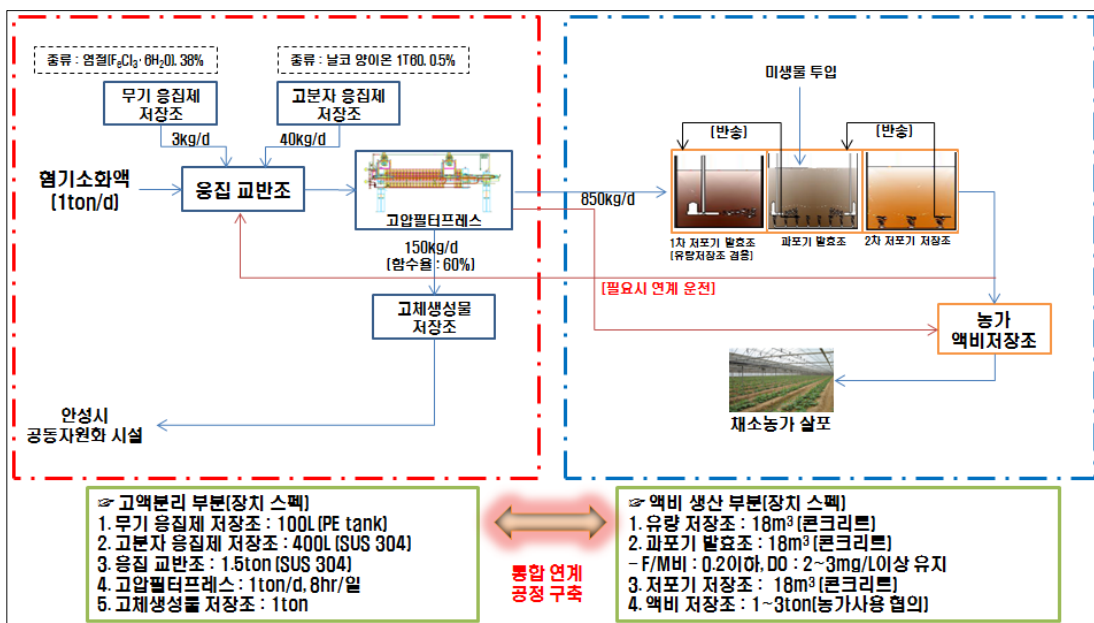 종류 : 염철(FeCl3· 6H2O), 38%
종류 : 날코 양이온 1T60, 0.5%
무기 응집제
저장조
고분자 응집제
저장조
3kg/d
40kg/d
혐기소화액
(1ton/d)
응집 교반조
고압필터프레스
150kg/d
(함수율 : 60%)
고체생성물
저장조
안성시
공동자원화 시설
850kg/d
미생물 투입
(반송)
(반송)
1차 저포기 발효조
(유량저장조 겸용)
과포기 발효조
2차 저포기 저장조
(필요시 연계 운전)
농가
액비저장조
채소농가 살포
☞ 고액분리 부분(장치 스펙)
1. 무기 응집제 저장조 : 100L (PE tank)
2. 고분자 응집제 저장조 : 400L (SUS 304)
3. 응집 교반조 : 1.5ton (SUS 304)
4. 고압필터프레스 : 1ton/d, 8hr/일
5. 고체생성물 저장조 : 1ton
통합 연계
공정 구축
☞ 액비 생산 부분(장치 스펙)
1. 유량 저장조 : 18m³ (콘크리트)
2. 과포기 발효조 : 18m³ (콘크리트)
– F/M비 : 0.2이하, DO : 2~3mg/L이상 유지
3. 저포기 저장조 : 18m³ (콘크리트)
4. 액비 저장조 : 1~3ton(농가사용 협의)